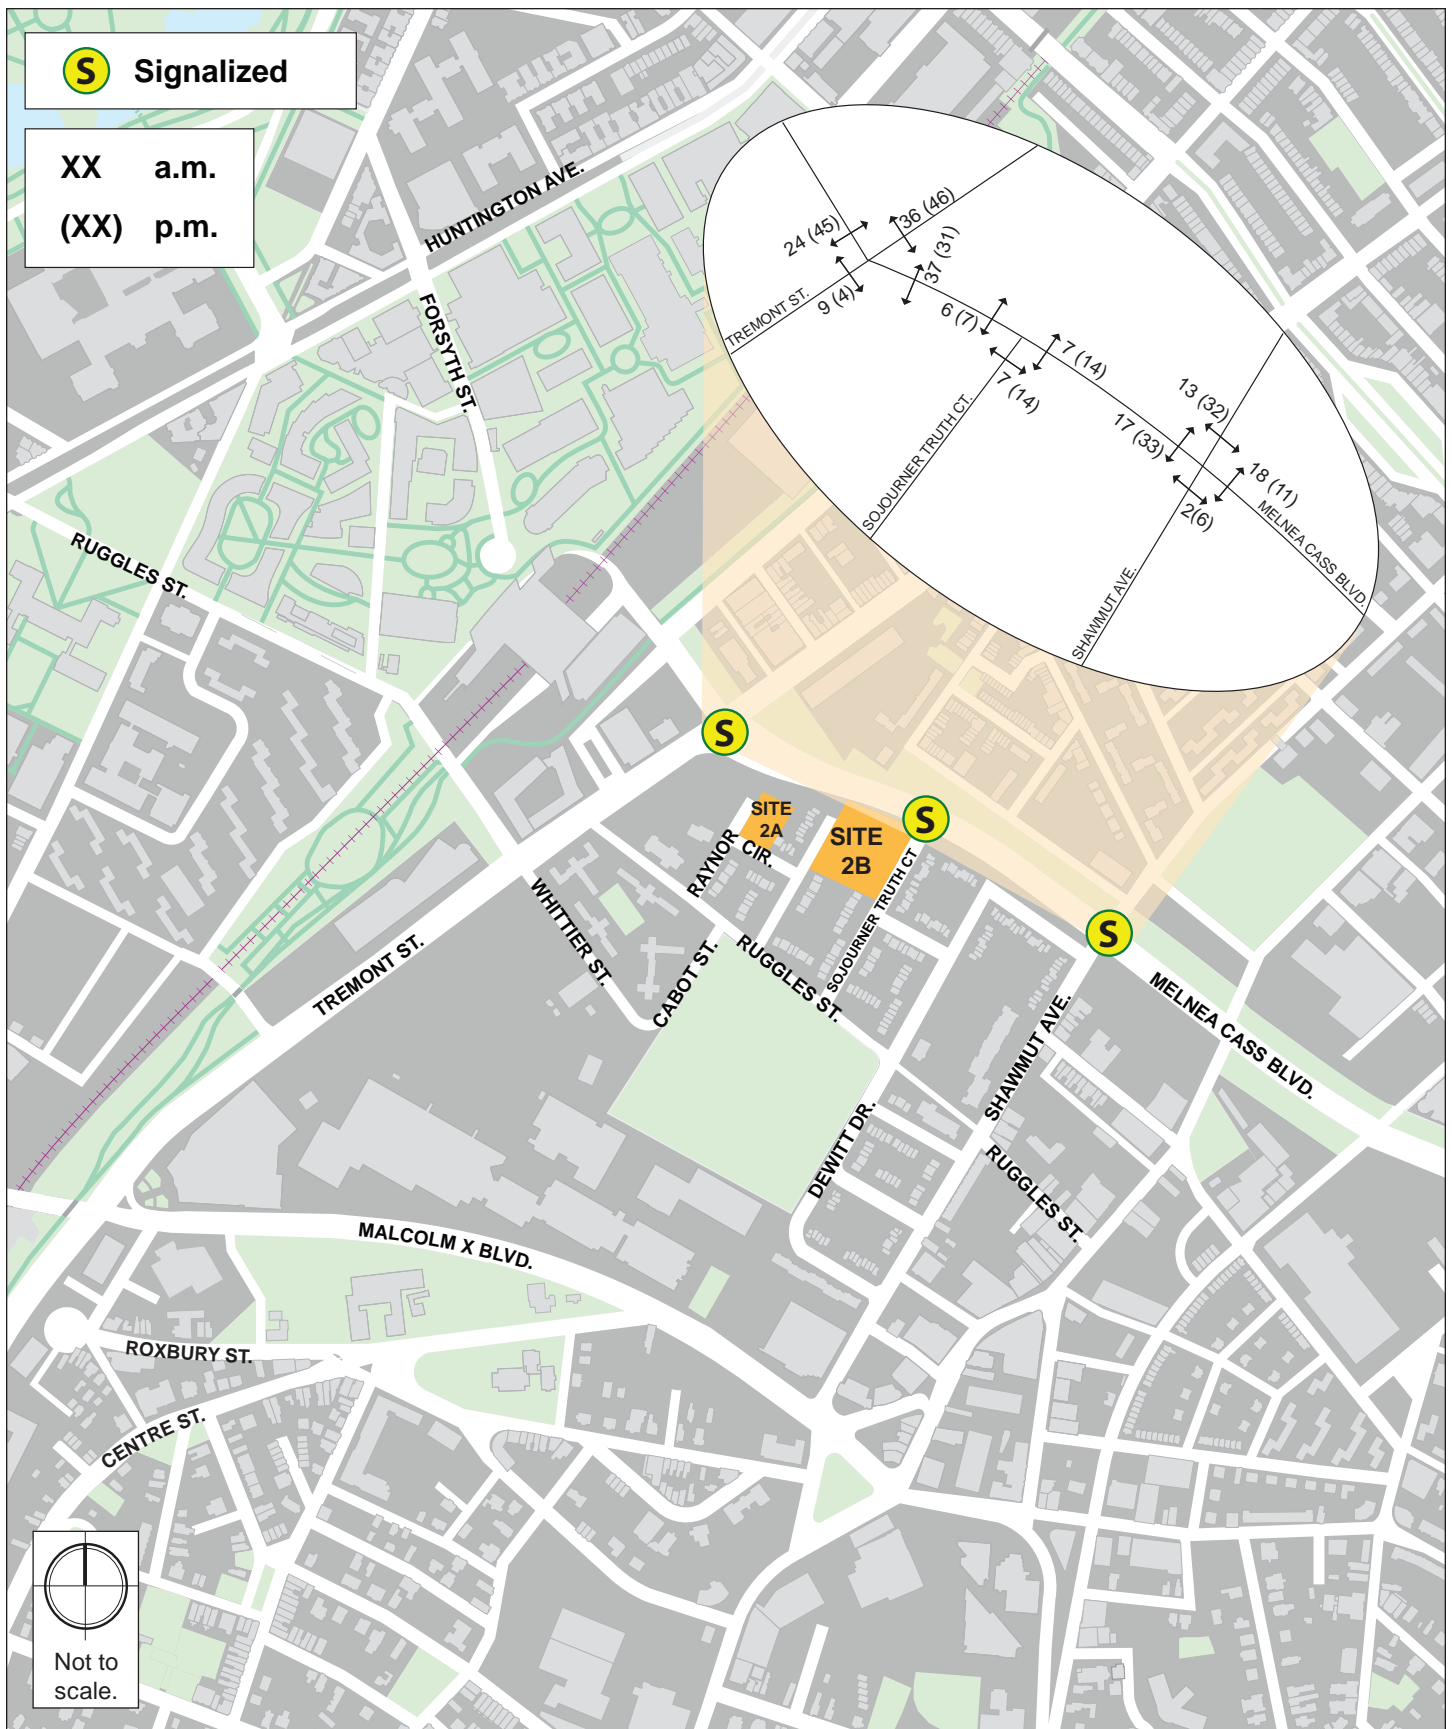 S Signalized
XX a.m.
(XX) p.m.
HUNTINGTON AVE.
FORSYTH ST.
24 (45)
36 (46)
37 (31)
9 (4)
TREMONT ST.
6 (7)
7 (14)
7 (14)
13 (32)
17 (33)
18 (11)
2(6)
SOJOURNER TRUTH CT.
MELNEA CASS BLVD.
SHAWMUT AVE.
RUGGLES ST.
S
S
S
SITE
2A
SITE
2B
RAYNOR
CIR.
SOJOURNER TRUTH CT
WHITTIER ST.
CABOT ST.
RUGGLES ST.
TREMONT ST.
MELNEA CASS BLVD.
SHAWMUT AVE.
DEWITT DR.
RUGGLES ST.
MALCOLM X BLVD.
ROXBURY ST.
CENTRE ST.
Not to
scale.